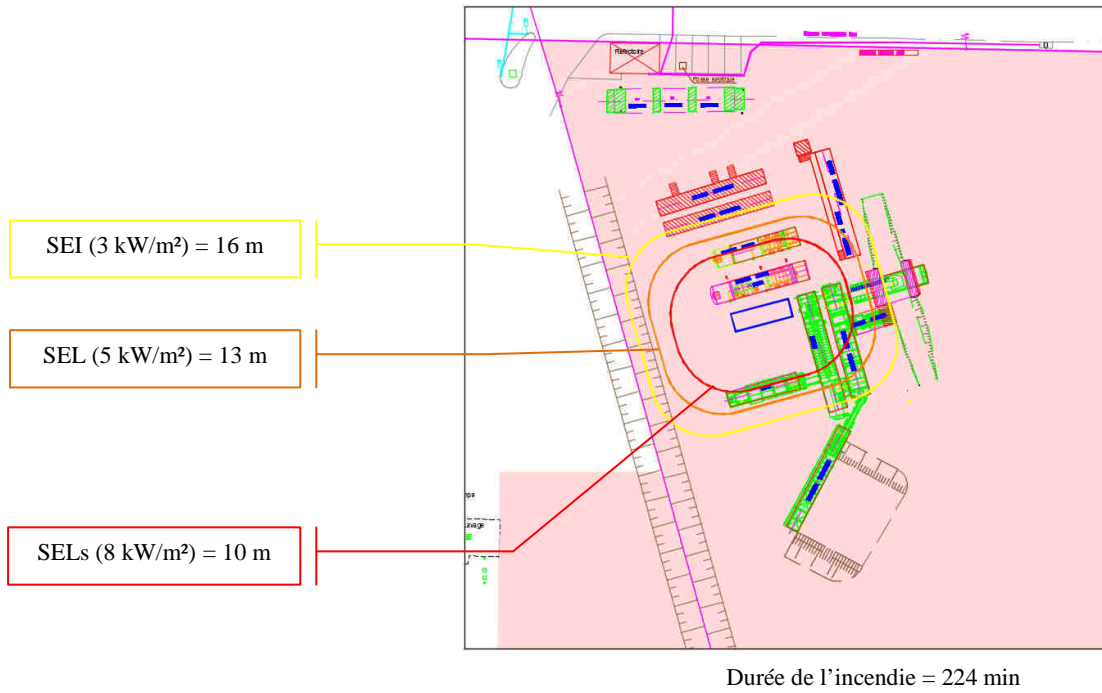 Réfectoire
Fosse septique
SEI (3 kW/m²) = 16 m
SEL (5 kW/m²) = 13 m
SELs (8 kW/m²) = 10 m
Durée de l’incendie = 224 min